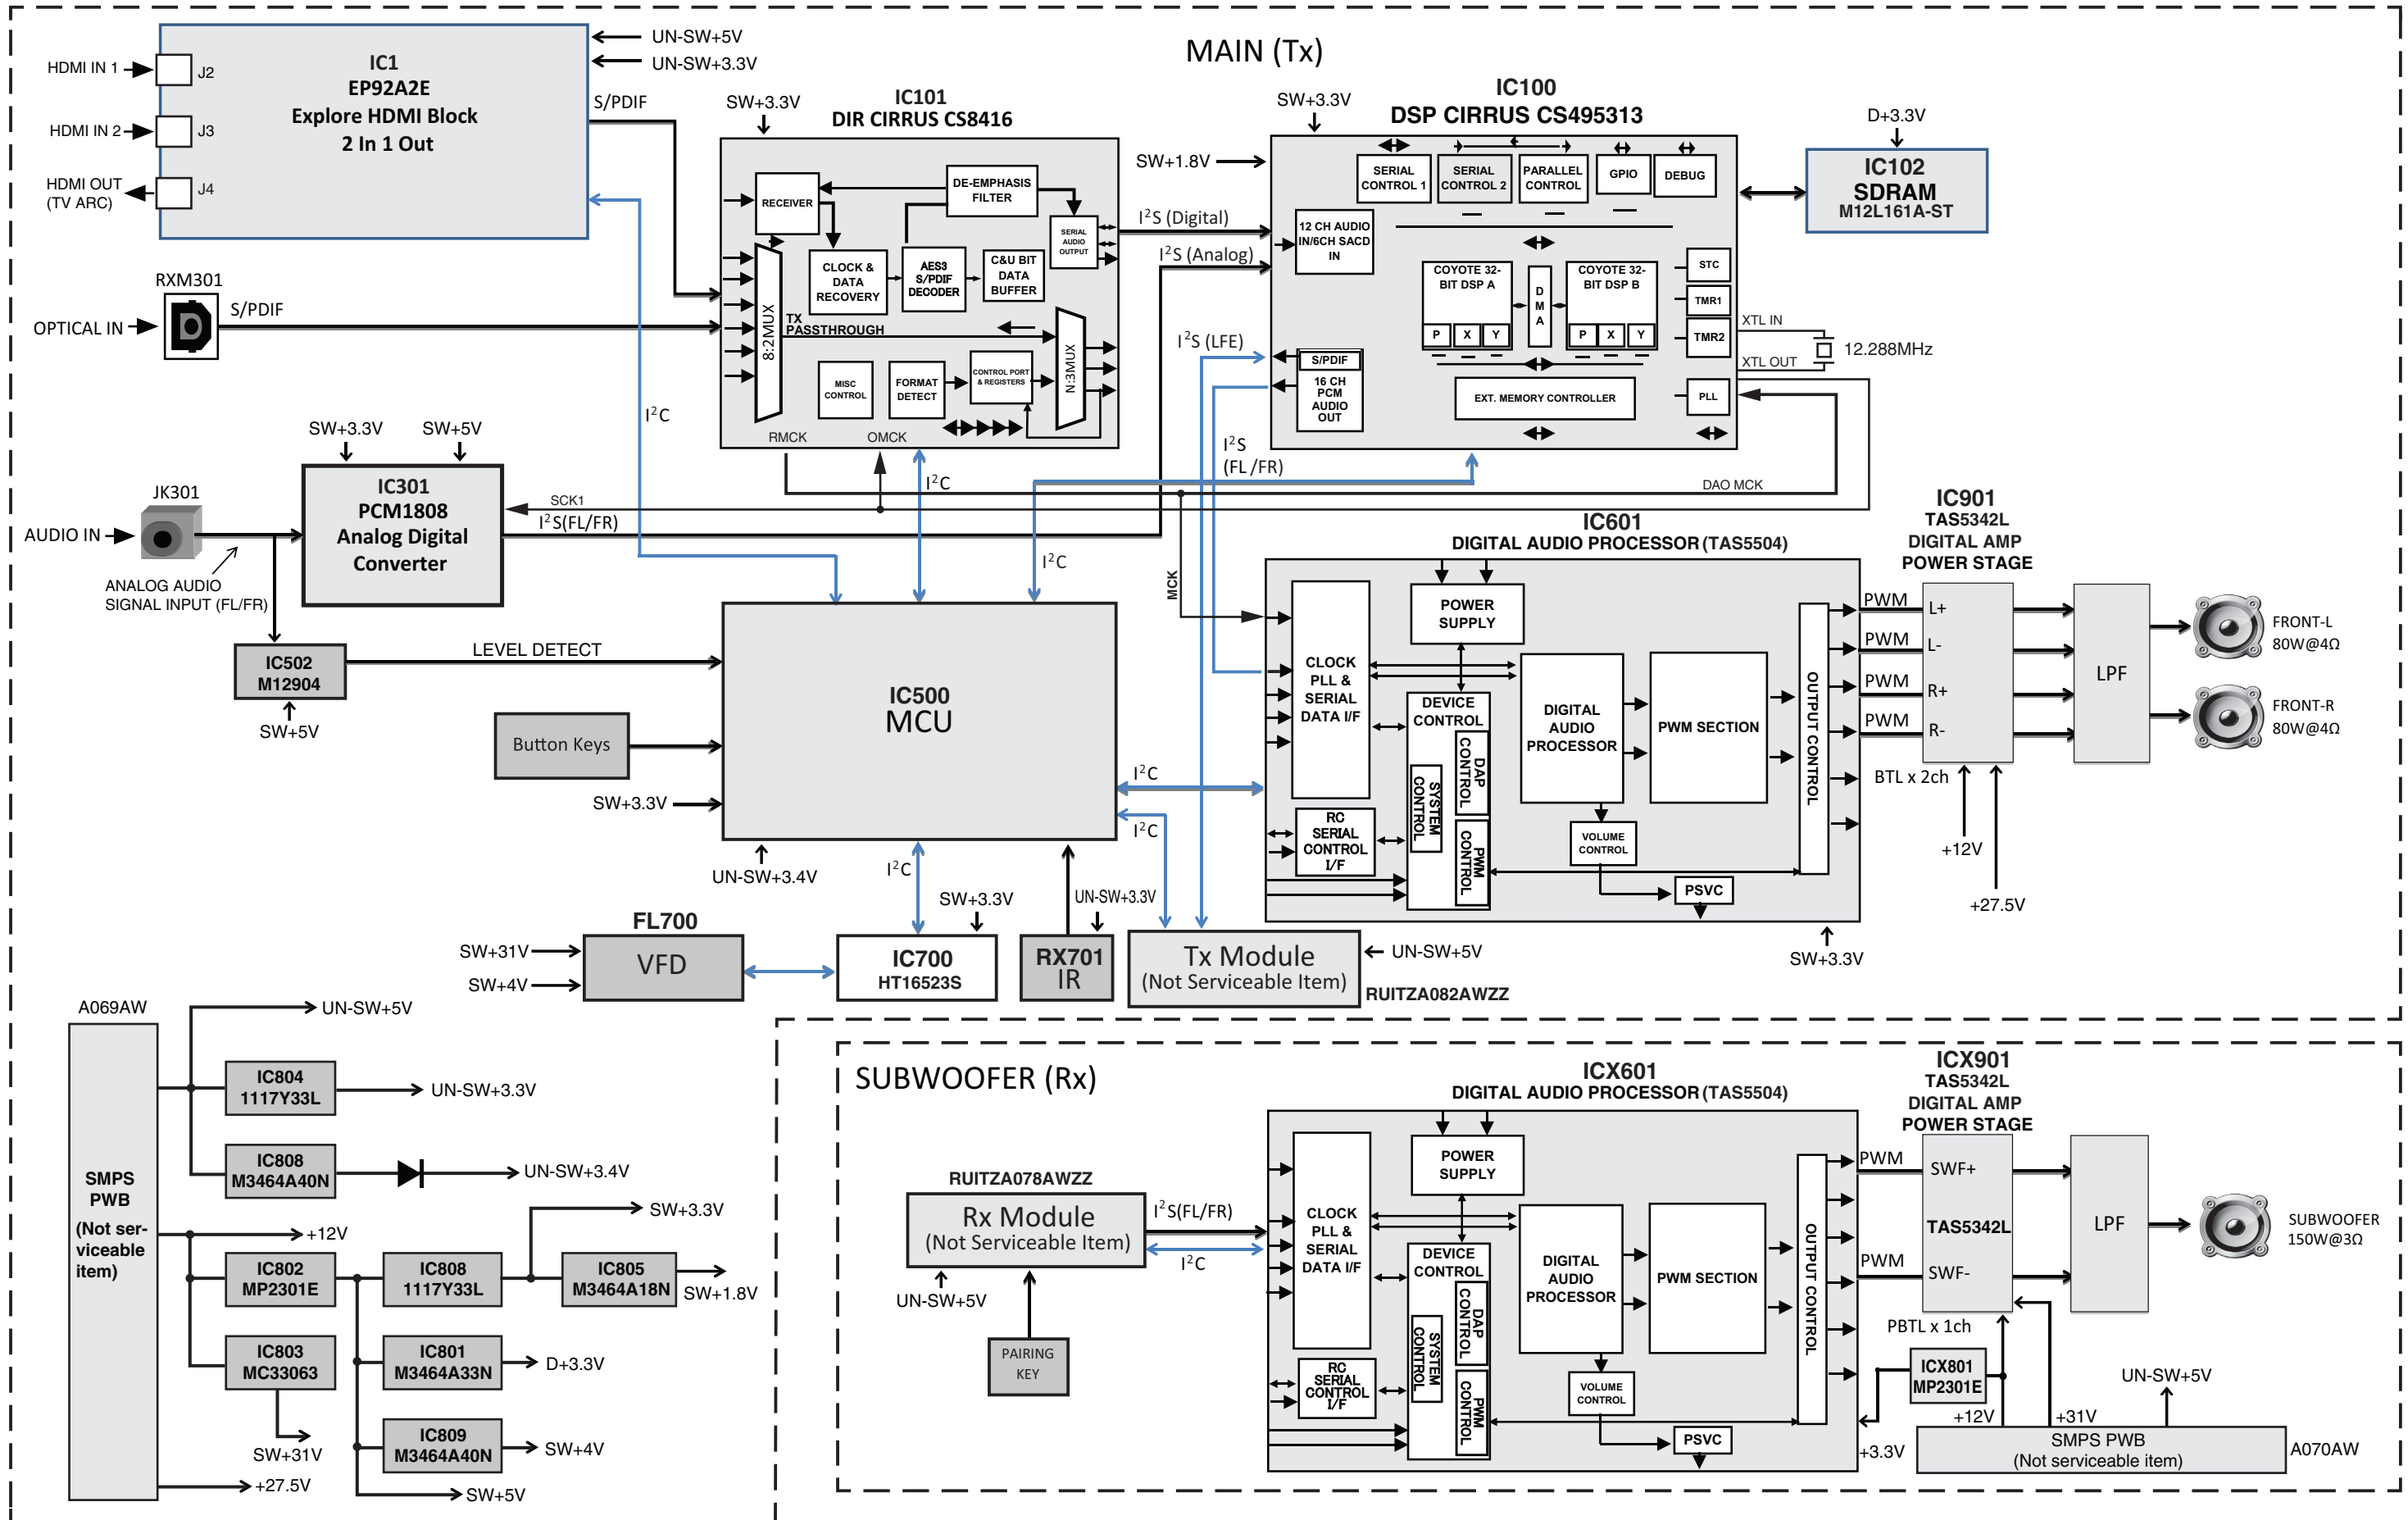 MAIN (Tx)
IC1
EP92A2E
Explore HDMI Block
2 In 1 Out
HDMI IN 1
J2
HDMI IN 2
J3
HDMI OUT
(TV ARC)
J4
UN-SW+5V
UN-SW+3.3V
S/PDIF
RXM301
OPTICAL IN
S/PDIF
I2C
SW+3.3V
IC101
DIR CIRRUS CS8416
RECEIVER
DE-EMPHASIS
FILTER
SERIAL
AUDIO
OUTPUT
CLOCK &
DATA
RECOVERY
AES3
S/PDIF
DECODER
C&U BIT
DATA
BUFFER
8:2MUX
TX
PASSTHROUGH
N:3MUX
MISC
CONTROL
FORMAT
DETECT
CONTROL PORT
& REGISTERS
RMCK
OMCK
SW+3.3V
SW+1.8V
I2S (Digital)
I2S (Analog)
I2S (LFE)
I2S
(FL /FR)
IC100
DSP CIRRUS CS495313
SERIAL
CONTROL 1
SERIAL
CONTROL 2
PARALLEL
CONTROL
GPIO
DEBUG
12 CH AUDIO
IN/6CH SACD
IN
COYOTE 32-
BIT DSP A
P X Y
D
M
A
COYOTE 32-
BIT DSP B
P X Y
STC
TMR1
TMR2
PLL
S/PDIF
16 CH
PCM
AUDIO
OUT
EXT. MEMORY CONTROLLER
XTL IN
XTL OUT
12.288MHz
D+3.3V
IC102
SDRAM
M12L161A-ST
SW+3.3V
SW+5V
JK301
AUDIO IN
ANALOG AUDIO
SIGNAL INPUT (FL/FR)
IC301
PCM1808
Analog Digital
Converter
SCK1
I2S(FL/FR)
I2C
I2C
DAO MCK
MCK
IC502
M12904
SW+5V
LEVEL DETECT
Button Keys
SW+3.3V
IC500
MCU
UN-SW+3.4V
I2C
I2C
I2C
IC601
DIGITAL AUDIO PROCESSOR (TAS5504)
POWER
SUPPLY
CLOCK
PLL &
SERIAL
DATA I/F
DEVICE
CONTROL
DAP
CONTROL
SYSTEM
CONTROL
PWM
CONTROL
RC
SERIAL
CONTROL
I/F
DIGITAL
AUDIO
PROCESSOR
PWM SECTION
VOLUME
CONTROL
PSVC
OUTPUT CONTROL
SW+3.3V
IC901
TAS5342L
DIGITAL AMP
POWER STAGE
PWM
L+
PWM
L-
PWM
R+
PWM
R-
BTL x 2ch
+12V
+27.5V
LPF
FRONT-L
80W@4Ω
FRONT-R
80W@4Ω
FL700
VFD
SW+31V
SW+4V
IC700
HT16523S
SW+3.3V
UN-SW+3.3V
RX701
IR
Tx Module
(Not Serviceable Item)
UN-SW+5V
RUITZA082AWZZ
A069AW
SMPS
PWB
(Not ser-
viceable
item)
UN-SW+5V
IC804
1117Y33L
UN-SW+3.3V
IC808
M3464A40N
UN-SW+3.4V
+12V
IC802
MP2301E
IC808
1117Y33L
SW+3.3V
IC805
M3464A18N
SW+1.8V
IC803
MC33063
SW+31V
IC801
M3464A33N
D+3.3V
IC809
M3464A40N
SW+4V
+27.5V
SW+5V
SUBWOOFER (Rx)
RUITZA078AWZZ
Rx Module
(Not Serviceable Item)
UN-SW+5V
PAIRING
KEY
I2S(FL/FR)
I2C
ICX601
DIGITAL AUDIO PROCESSOR (TAS5504)
POWER
SUPPLY
CLOCK
PLL &
SERIAL
DATA I/F
DEVICE
CONTROL
DAP
CONTROL
SYSTEM
CONTROL
PWM
CONTROL
RC
SERIAL
CONTROL
I/F
DIGITAL
AUDIO
PROCESSOR
PWM SECTION
VOLUME
CONTROL
PSVC
OUTPUT CONTROL
ICX901
TAS5342L
DIGITAL AMP
POWER STAGE
PWM
SWF+
TAS5342L
PWM
SWF-
PBTL x 1ch
LPF
SUBWOOFER
150W@3Ω
ICX801
MP2301E
+12V
+31V
UN-SW+5V
+3.3V
SMPS PWB
(Not serviceable item)
A070AW